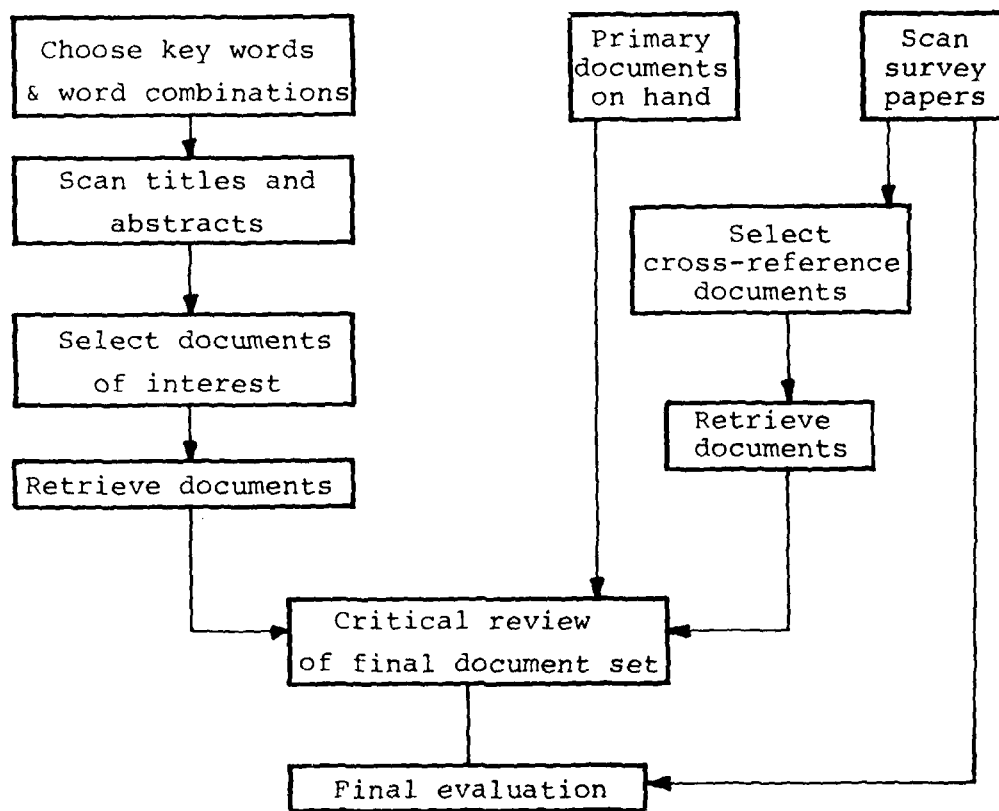 Choose key words
& word combinations
Scan titles and
abstracts
Select documents
of interest
Retrieve documents
Primary
documents
on hand
Scan
survey
papers
Select
cross-reference
documents
Retrieve
documents
Critical review
of final document set
Final evaluation